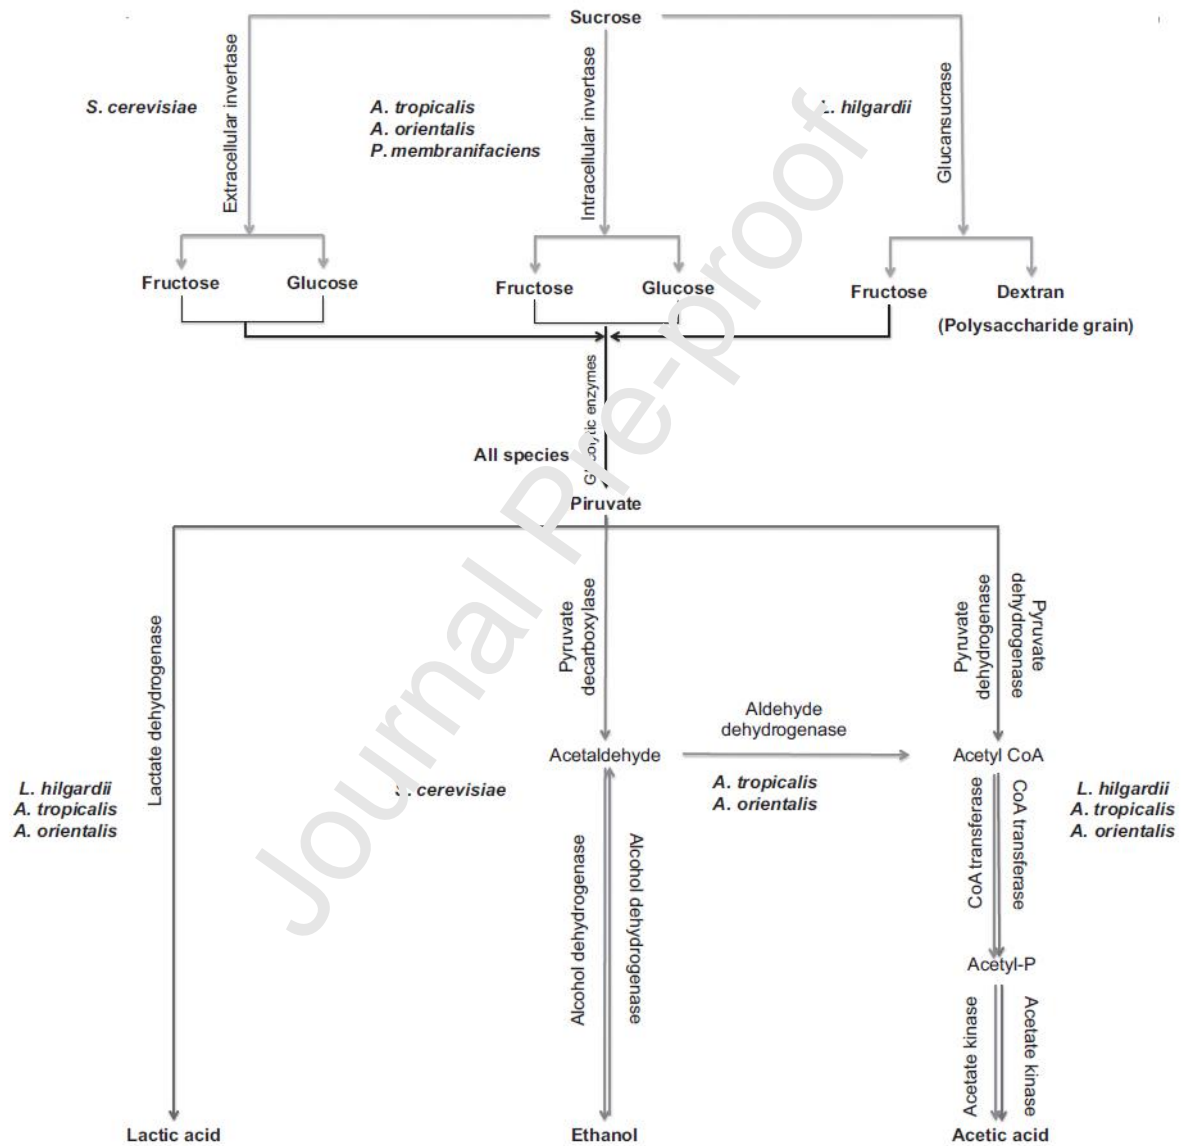 Sucrose
Extracellular invertase
S. cerevisiae
A. tropicalis
A. orientalis
P. membranifaciens
Intracellular invertase
L. hilgardii
Glucansucrase
Fructose
Glucose
Fructose
Glucose
Fructose
Dextran
(Polysaccharide grain)
enzymes
All species
Piruvate
Lactate dehydrogenase
Pyruvate
decarboxylase
Pyruvate
dehydrogenase
Pyruvate
dehydrogenase
Aldehyde
dehydrogenase
Acetaldehyde
Acetyl CoA
L. hilgardii
A. tropicalis
A. orientalis
S. cerevisiae
A. tropicalis
A. orientalis
CoA transferase
CoA transferase
L. hilgardii
A. tropicalis
A. orientalis
Alcohol dehydrogenase
Alcohol dehydrogenase
Acetyl-P
Acetate kinase
Acetate kinase
Lactic acid
Ethanol
Acetic acid
Journal Pre-proof